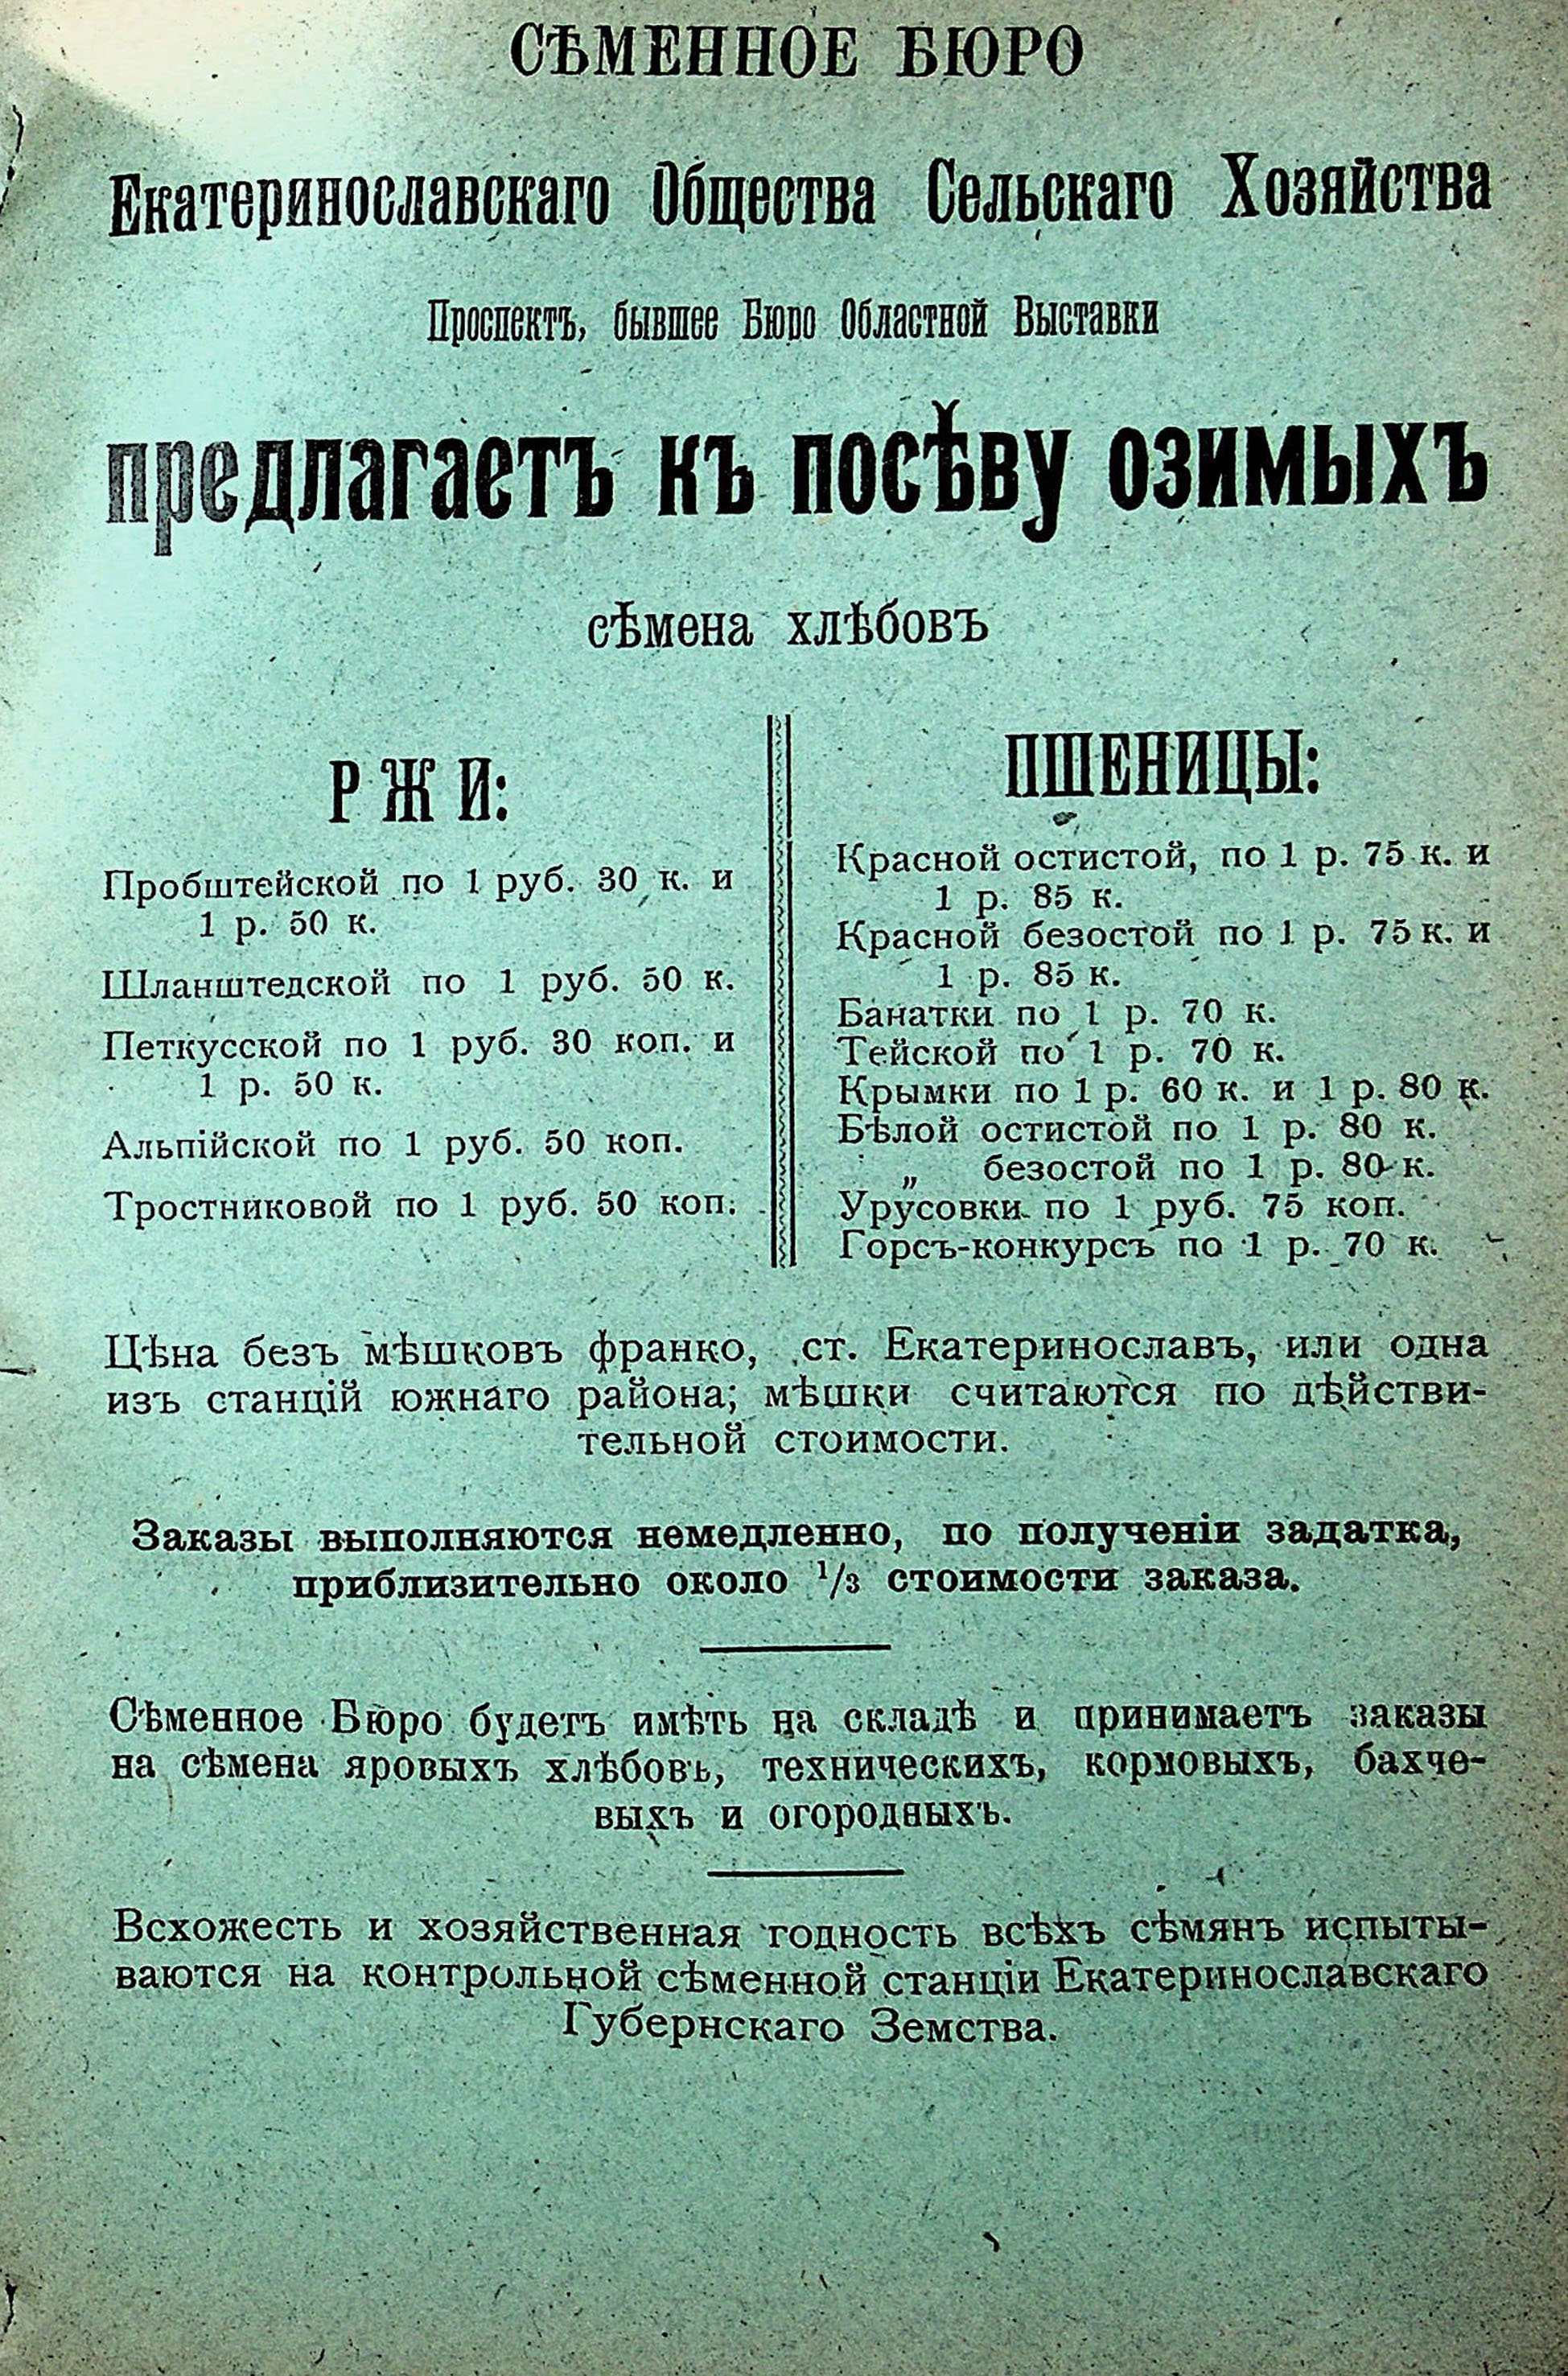 СѢМЕННОЕ БЮРО
Екатеринославскаго Общества Сельскаго Хозяйства
Проспектъ, бывшее Бюро Областной Выставки
предлагаетъ къ посѣву озимыхъ
сѣмена хлѣбовъ
РЖИ:
Пробштейской по 1 руб. 30 к. и
1 р. 50 к.
Шланштедской по 1 руб. 50 к.
Петкусской по 1 руб. 30 коп. и
1 р. 50 к.
Альпійской по 1 руб. 50 коп.
Тростниковой по 1 руб. 50 коп.
ПШЕНИЦЫ:
Красной остистой, по 1 р. 75 к. и
1 р. 85 к.
Красной безостой по 1 р. 75 к. и
1 р. 85 к.
Банатки по 1 р. 70 к.
Тейской по 1 р. 70 к.
Крымки по 1 р. 60 к. и 1 р. 80 к.
Бѣлой остистой по 1 р. 80 к.
„ безостой по 1 р. 80 к.
Урусовки по 1 руб. 75 коп.
Горсъ-конкурсъ по 1 р. 70 к.
Цѣна безъ мѣшковъ франко, ст. Екатеринославъ, или одна
изъ станцій южнаго района; мѣшки считаются по дѣйстви-
тельной стоимости.
Заказы выполняются немедленно, по полученіи задатка,
приблизительно около 1/3 стоимости заказа.
Сѣменное Бюро будетъ имѣть на складѣ и принимаетъ заказы
на сѣмена яровыхъ хлѣбовъ, техническихъ, кормовыхъ, бахче-
выхъ и огородныхъ.
Всхожесть и хозяйственная годность всѣхъ сѣмянъ испыты-
ваются на контрольной сѣменной станціи Екатеринославскаго
Губернскаго Земства.